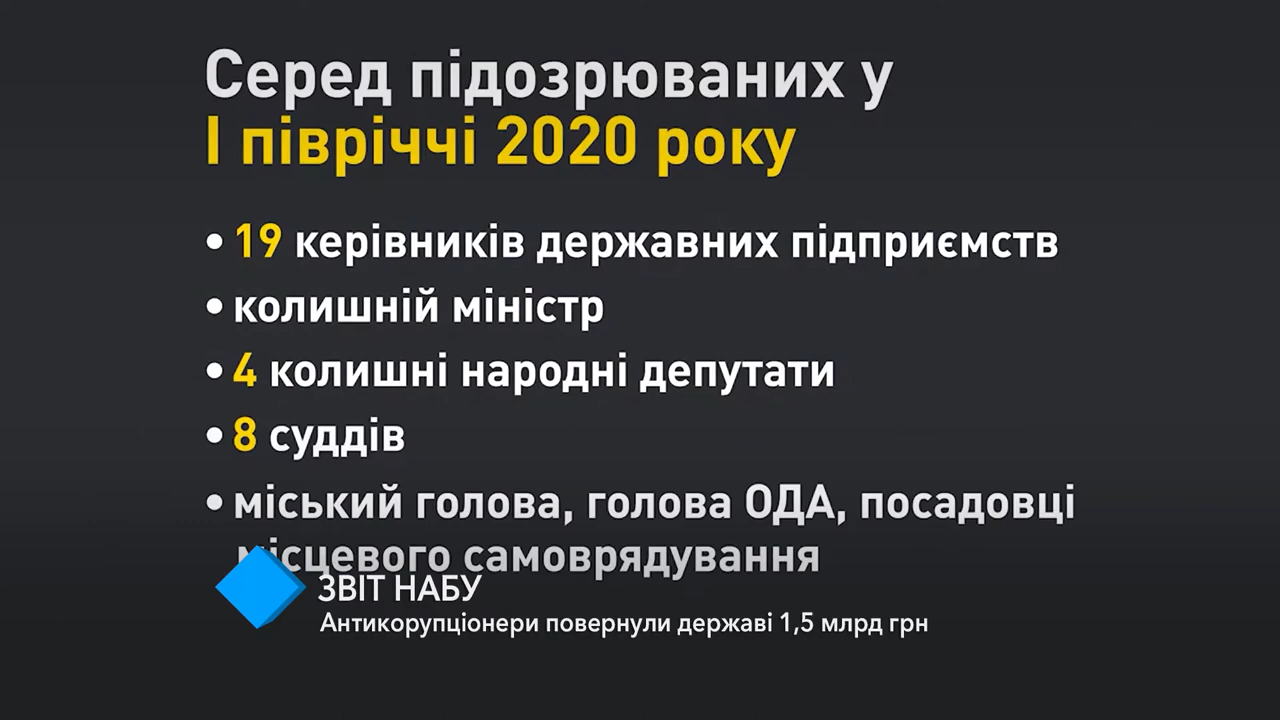 Серед підозрюваних у
І півріччі 2020 року
• 19 керівників державних підприємств
• колишній міністр
• 4 колишні народні депутати
• 8 суддів
• міський голова, голова ОДА, посадовці
місцевого самоврядування
ЗВІТ НАБУ
Антикорупціонери повернули державі 1,5 млрд грн